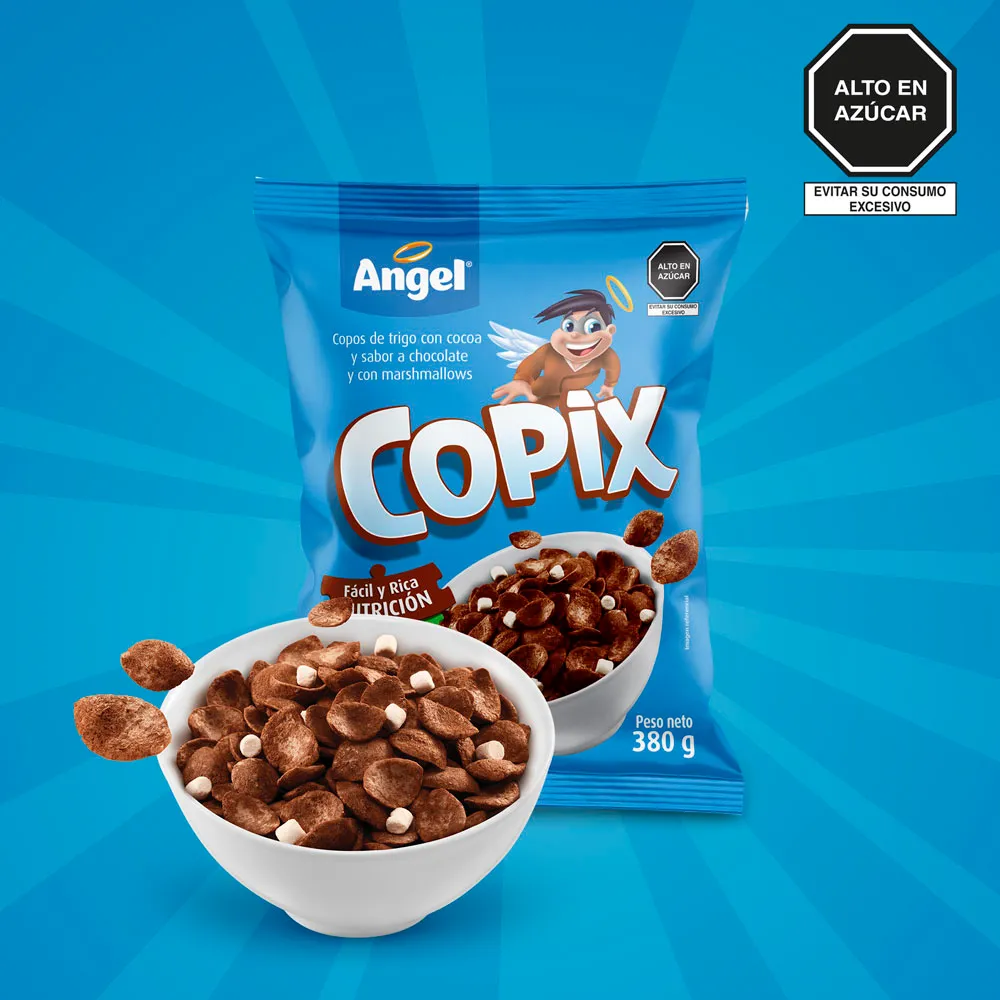 ALTO EN
AZÚCAR
EVITAR SU CONSUMO
EXCESIVO
Angel®
ALTO EN
AZÚCAR
EVITAR SU CONSUMO
EXCESIVO
Copos de trigo con cocoa
y sabor a chocolate
y con marshmallows
COPIX
Fácil y Rica
Peso neto
380 g